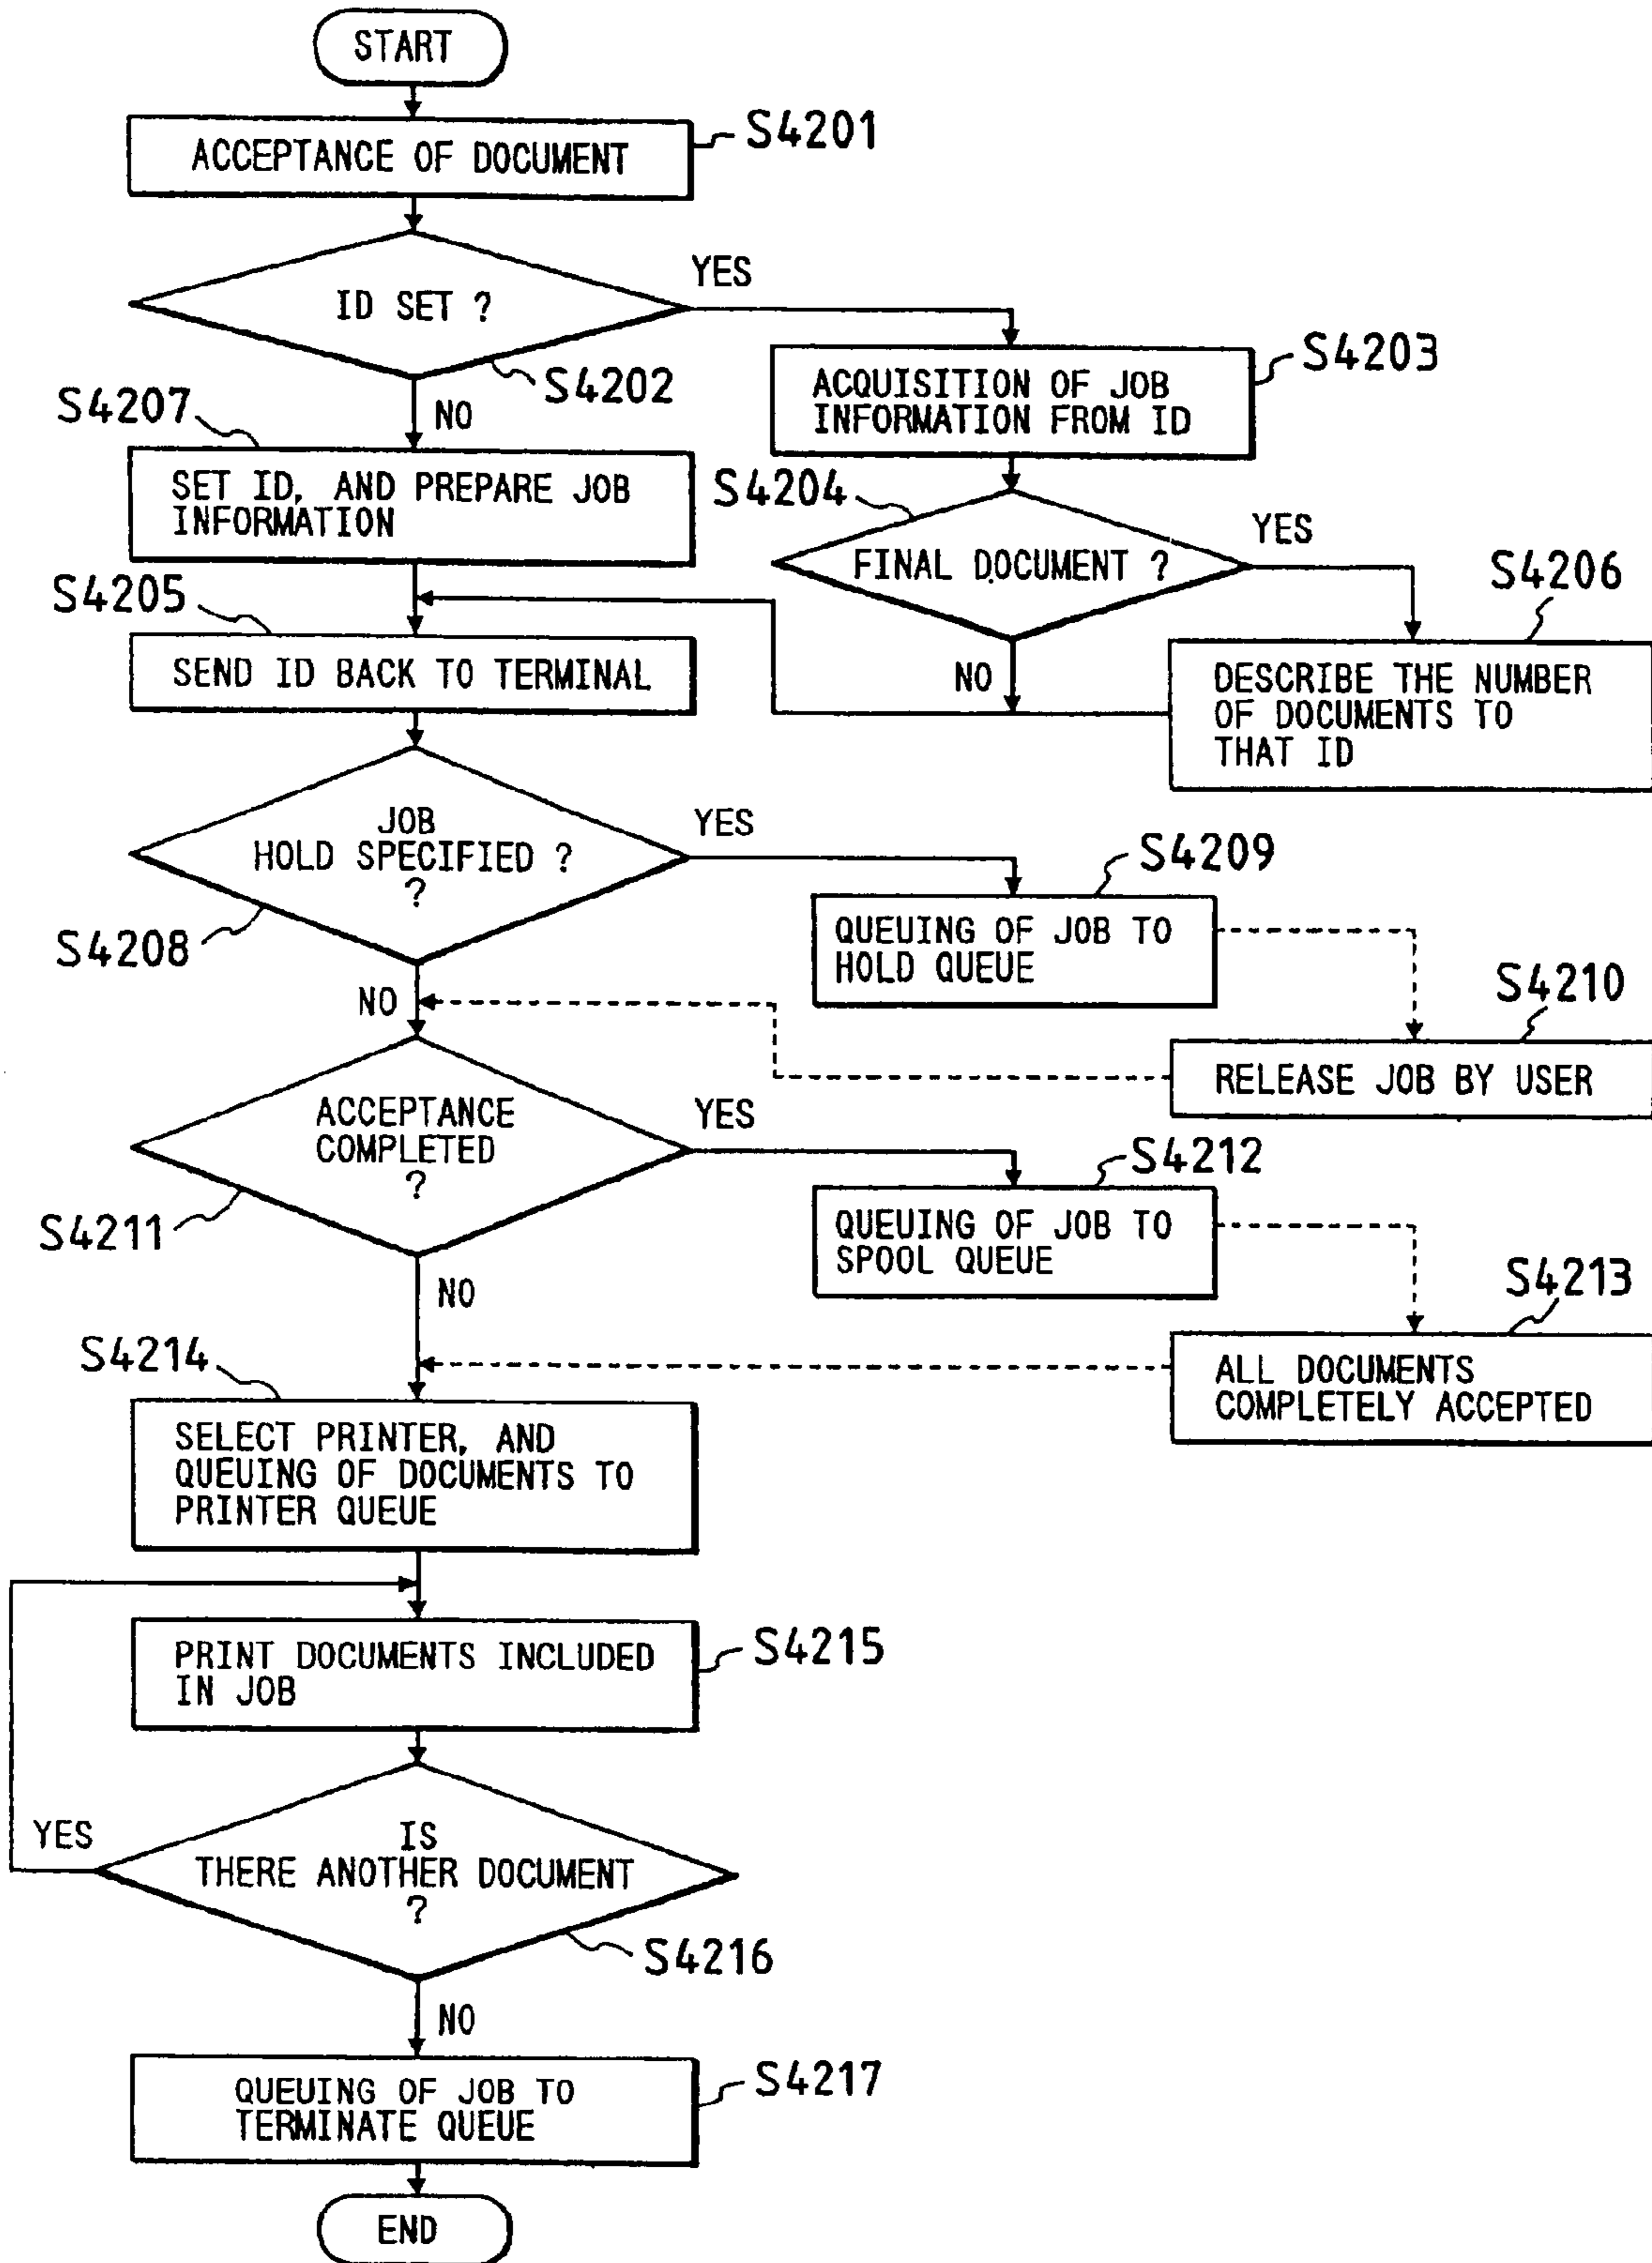 START
ACCEPTANCE OF DOCUMENT
S4201
ID SET ?
YES
S4202
NO
S4203
ACQUISITION OF JOB
INFORMATION FROM ID
S4207
SET ID, AND PREPARE JOB
INFORMATION
S4204
FINAL DOCUMENT ?
YES
NO
S4206
DESCRIBE THE NUMBER
OF DOCUMENTS TO
THAT ID
S4205
SEND ID BACK TO TERMINAL
JOB
HOLD SPECIFIED ?
?
YES
S4208
NO
S4209
QUEUING OF JOB TO
HOLD QUEUE
S4210
RELEASE JOB BY USER
ACCEPTANCE
COMPLETED
?
YES
S4211
NO
S4212
QUEUING OF JOB TO
SPOOL QUEUE
S4213
ALL DOCUMENTS
COMPLETELY ACCEPTED
S4214
SELECT PRINTER, AND
QUEUING OF DOCUMENTS TO
PRINTER QUEUE
PRINT DOCUMENTS INCLUDED
IN JOB
S4215
YES
IS
THERE ANOTHER DOCUMENT
?
S4216
NO
QUEUING OF JOB TO
TERMINATE QUEUE
S4217
END